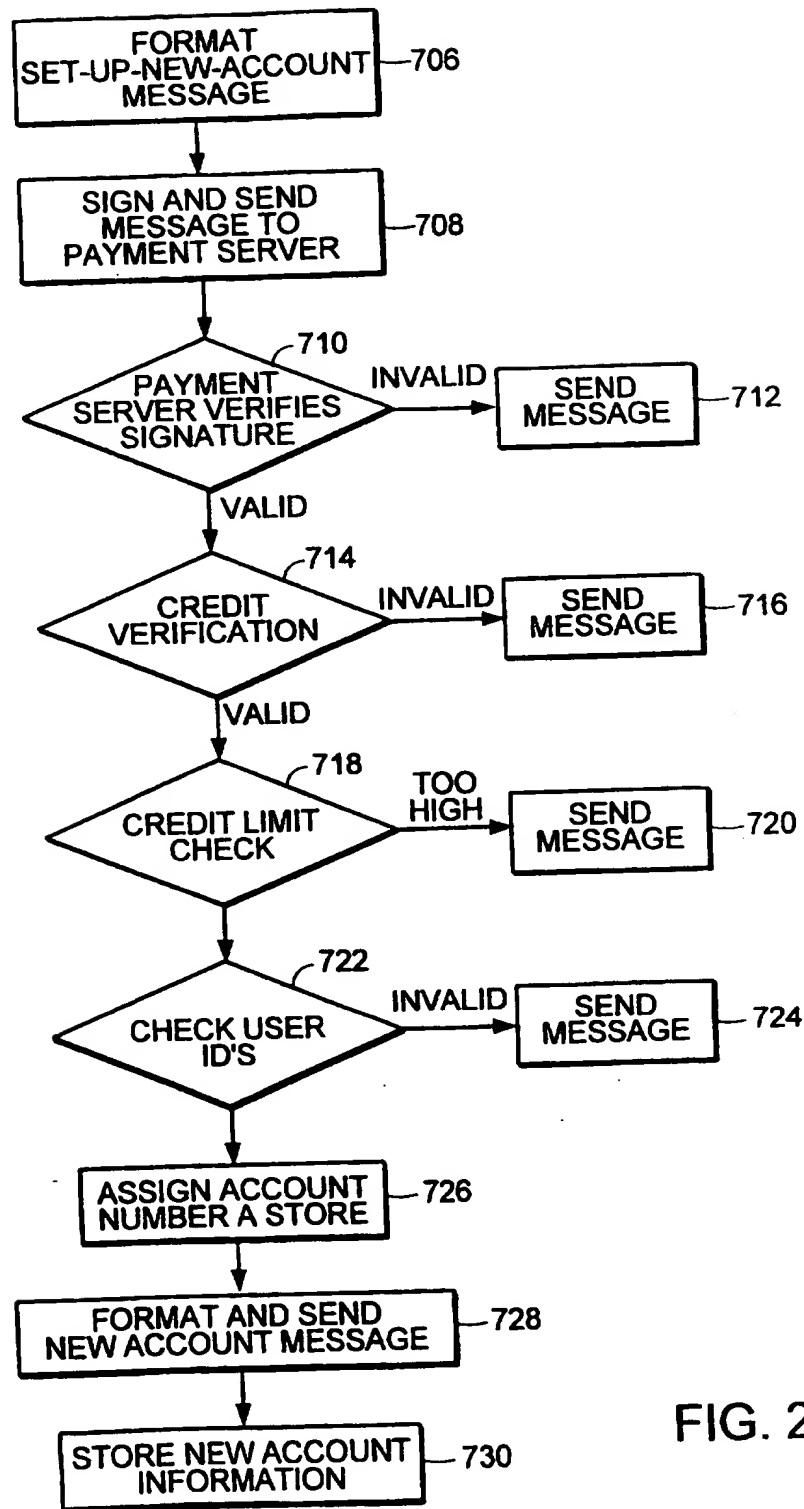 FORMAT
SET-UP-NEW-ACCOUNT
MESSAGE
706
SIGN AND SEND
MESSAGE TO
PAYMENT SERVER
708
710
PAYMENT
SERVER VERIFIES
SIGNATURE
INVALID
SEND
MESSAGE
712
VALID
714
CREDIT
VERIFICATION
INVALID
SEND
MESSAGE
716
VALID
718
CREDIT LIMIT
CHECK
TOO
HIGH
SEND
MESSAGE
720
722
CHECK USER
ID'S
INVALID
SEND
MESSAGE
724
ASSIGN ACCOUNT
NUMBER A STORE
726
FORMAT AND SEND
NEW ACCOUNT MESSAGE
728
STORE NEW ACCOUNT
INFORMATION
730
FIG. 2